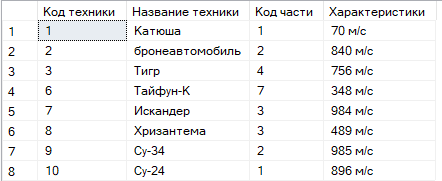 Код техники Название техники Код части Характеристики
1 1 Катюша 1 70 м/с
2 2 бронеавтомобиль 2 840 м/с
3 3 Тигр 4 756 м/с
4 6 Тайфун-К 7 348 м/с
5 7 Искандер 3 984 м/с
6 8 Хризантема 3 489 м/с
7 9 Су-34 2 985 м/с
8 10 Су-24 1 896 м/с